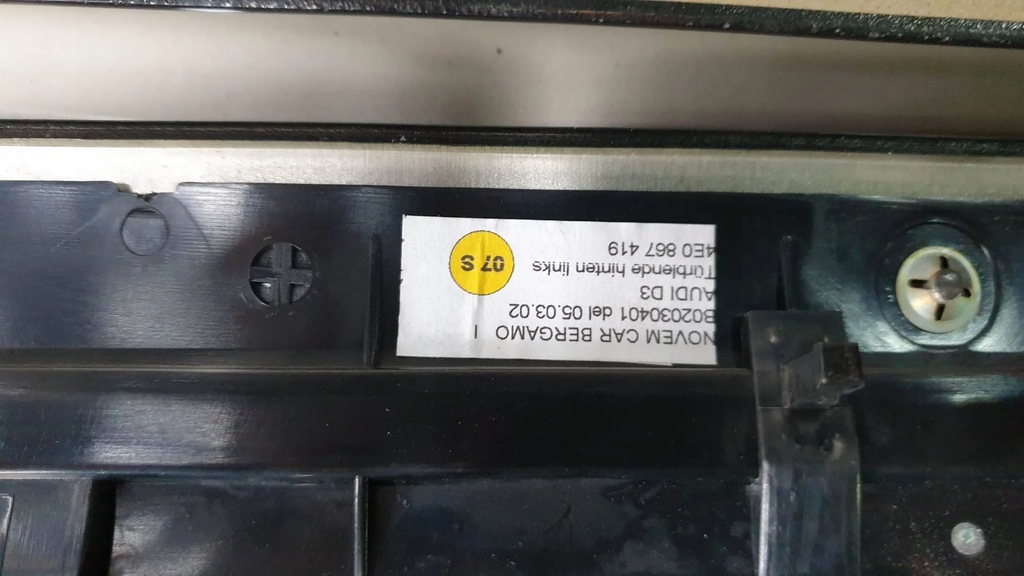 NOVEM CAR BERGAMO I
B02030401 del 05.03.02
AUDI D3
Türblende hinten links
4E0 867 419
07 S